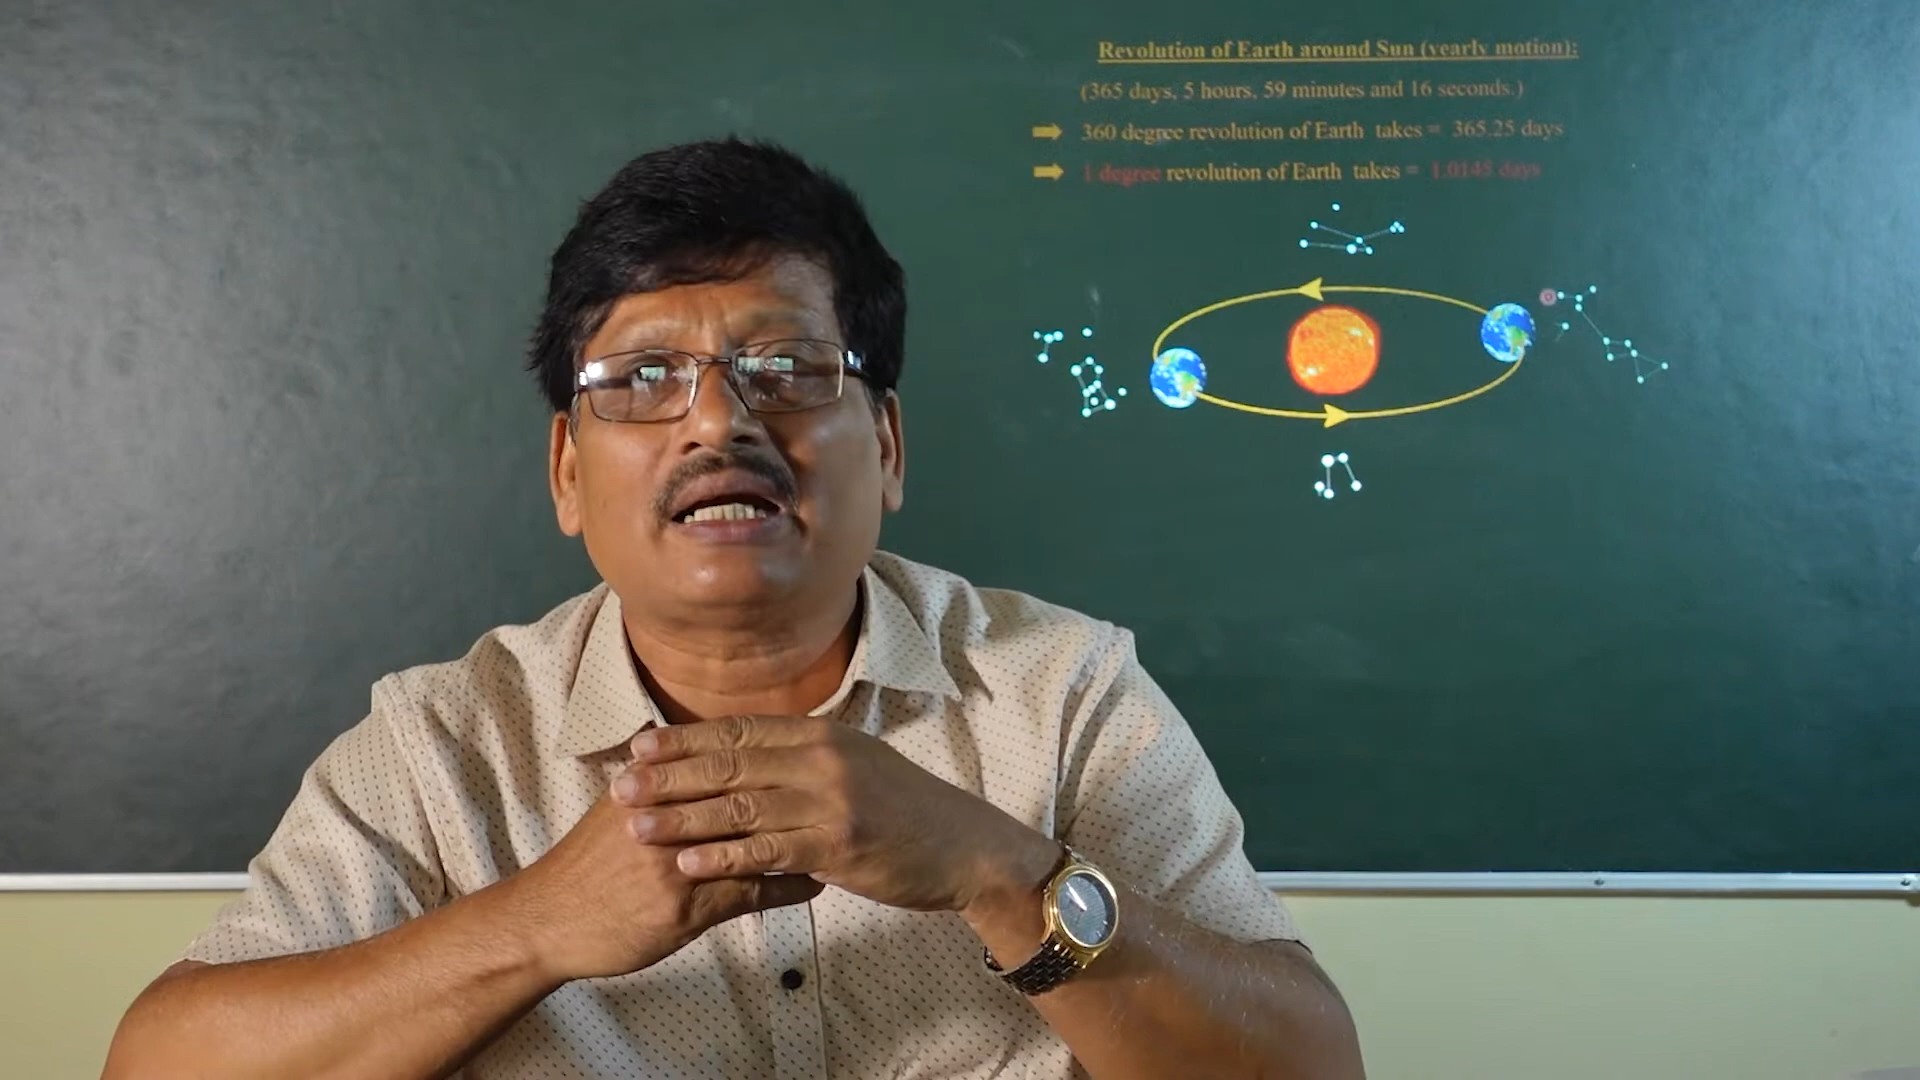 Revolution of Earth around Sun (yearly motion):
(365 days, 5 hours, 59 minutes and 16 seconds.)
360 degree revolution of Earth takes = 365.25 days
1 degree revolution of Earth takes = 1.0145 days